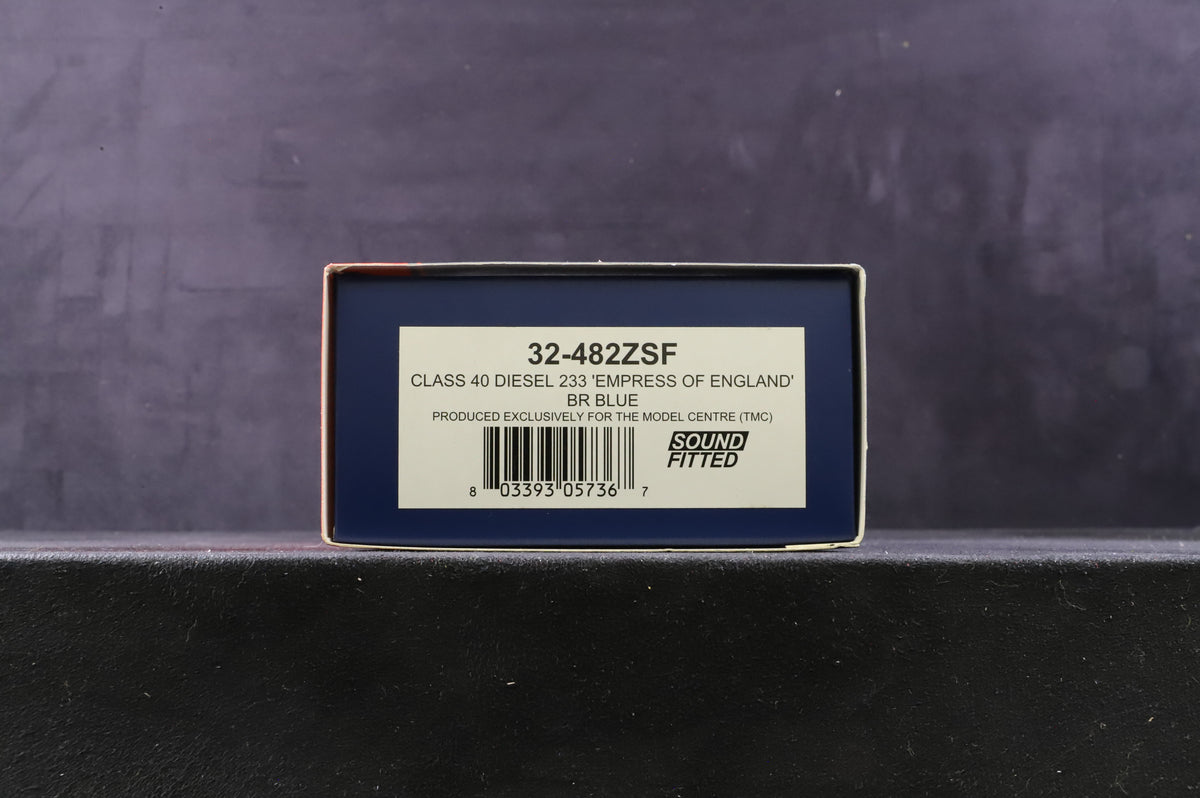 32-482ZSF
CLASS 40 DIESEL 233 'EMPRESS OF ENGLAND'
BR BLUE
PRODUCED EXCLUSIVELY FOR THE MODEL CENTRE (TMC)
SOUND
FITTED
8 03393 05736 7